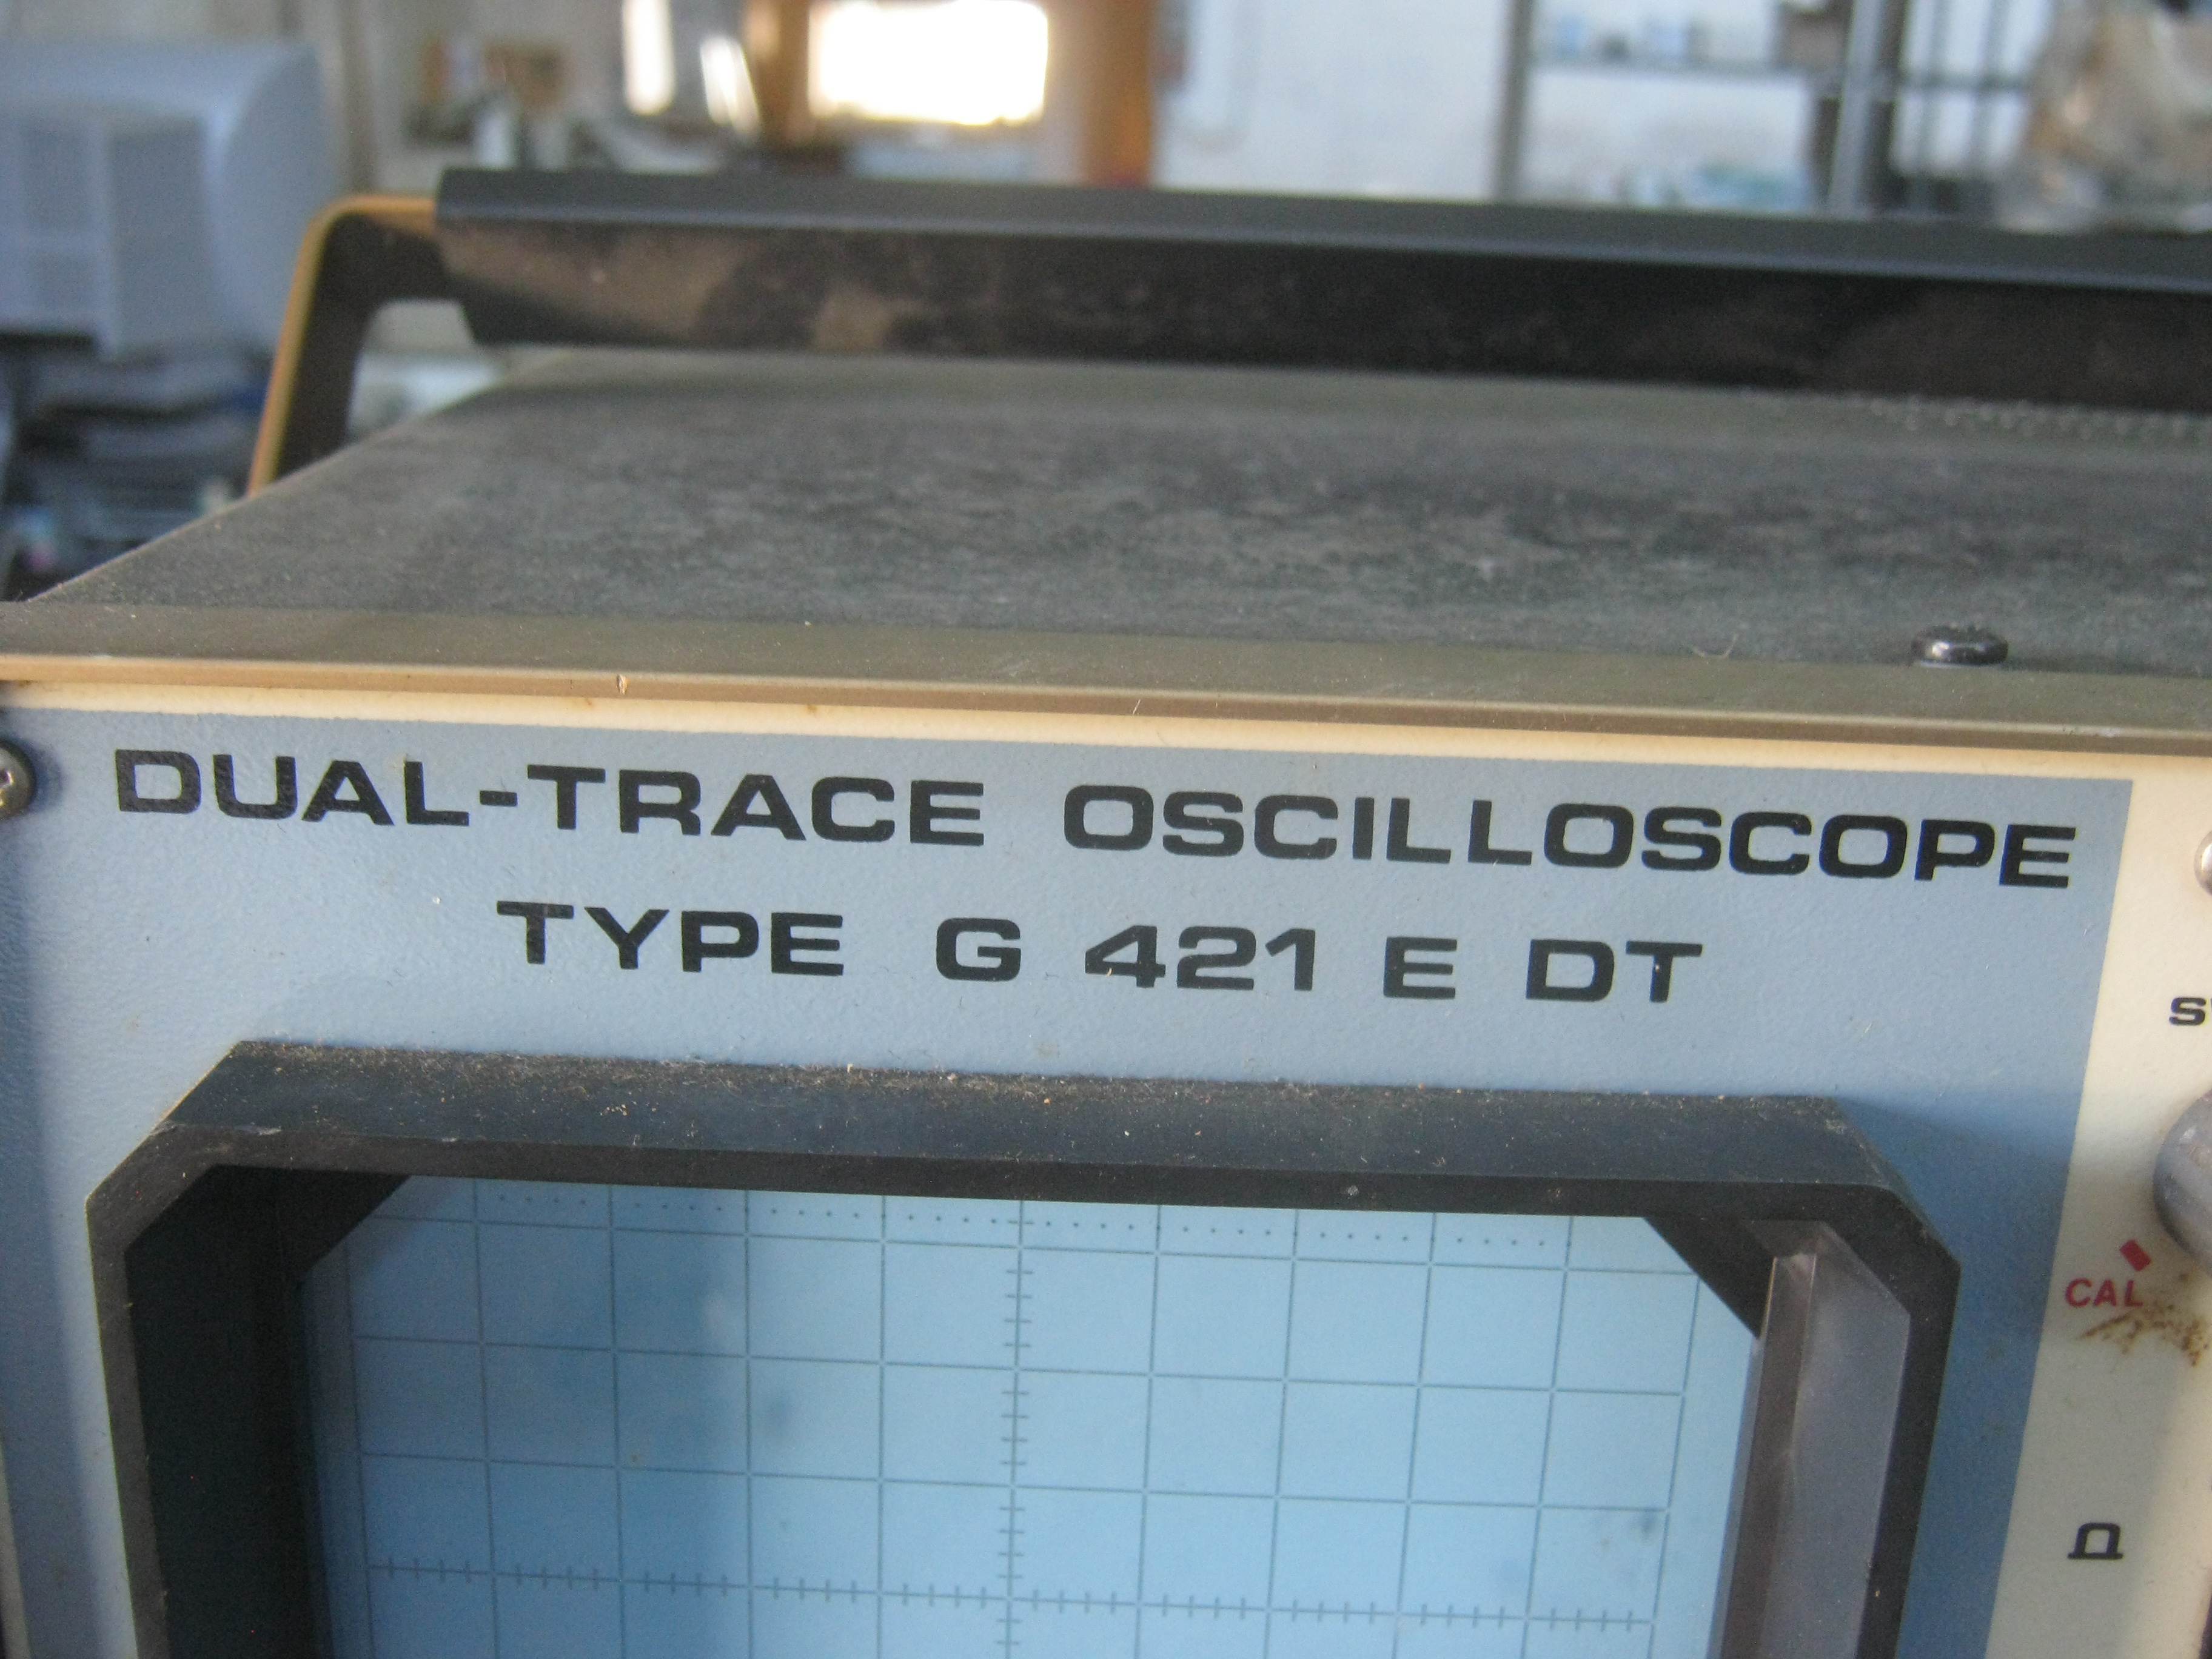 DUAL-TRACE OSCILLOSCOPE
TYPE G 421 E DT
CAL